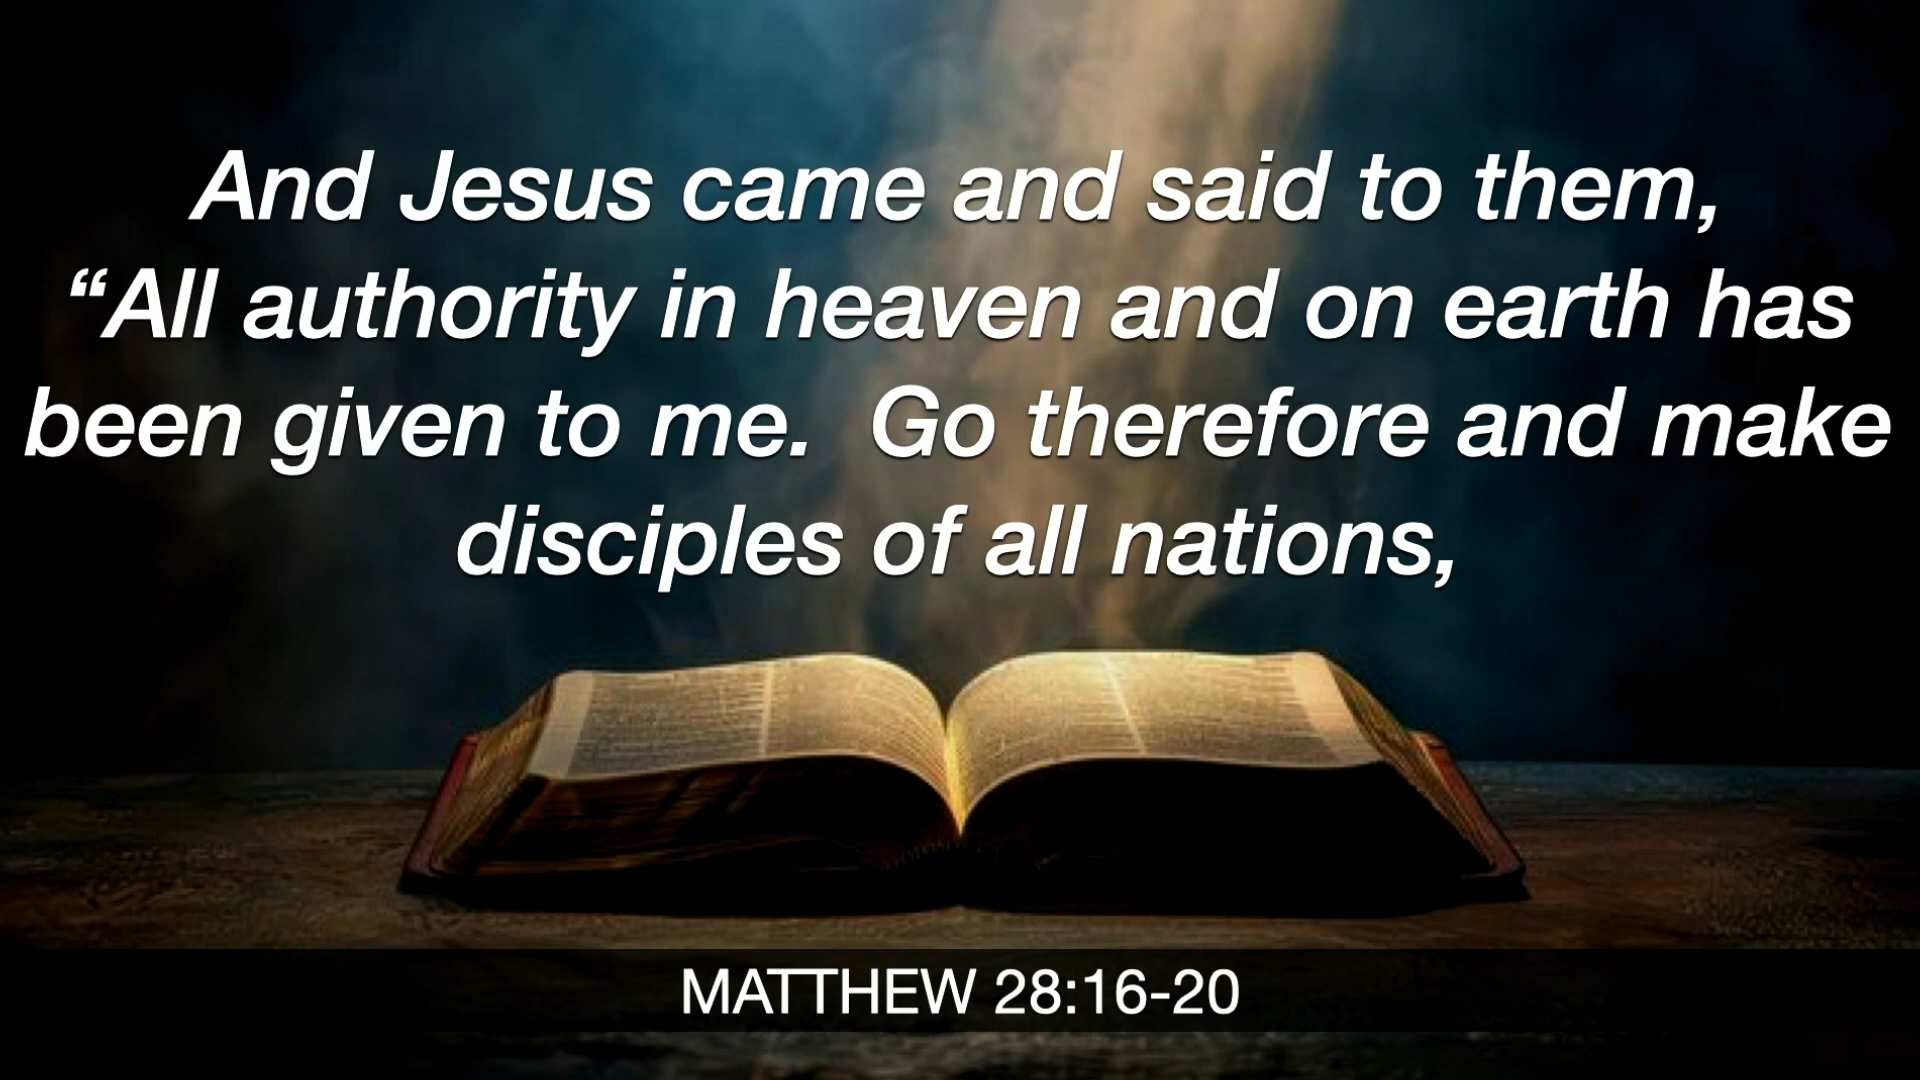 And Jesus came and said to them,
“All authority in heaven and on earth has
been given to me.  Go therefore and make
disciples of all nations,
MATTHEW 28:16-20